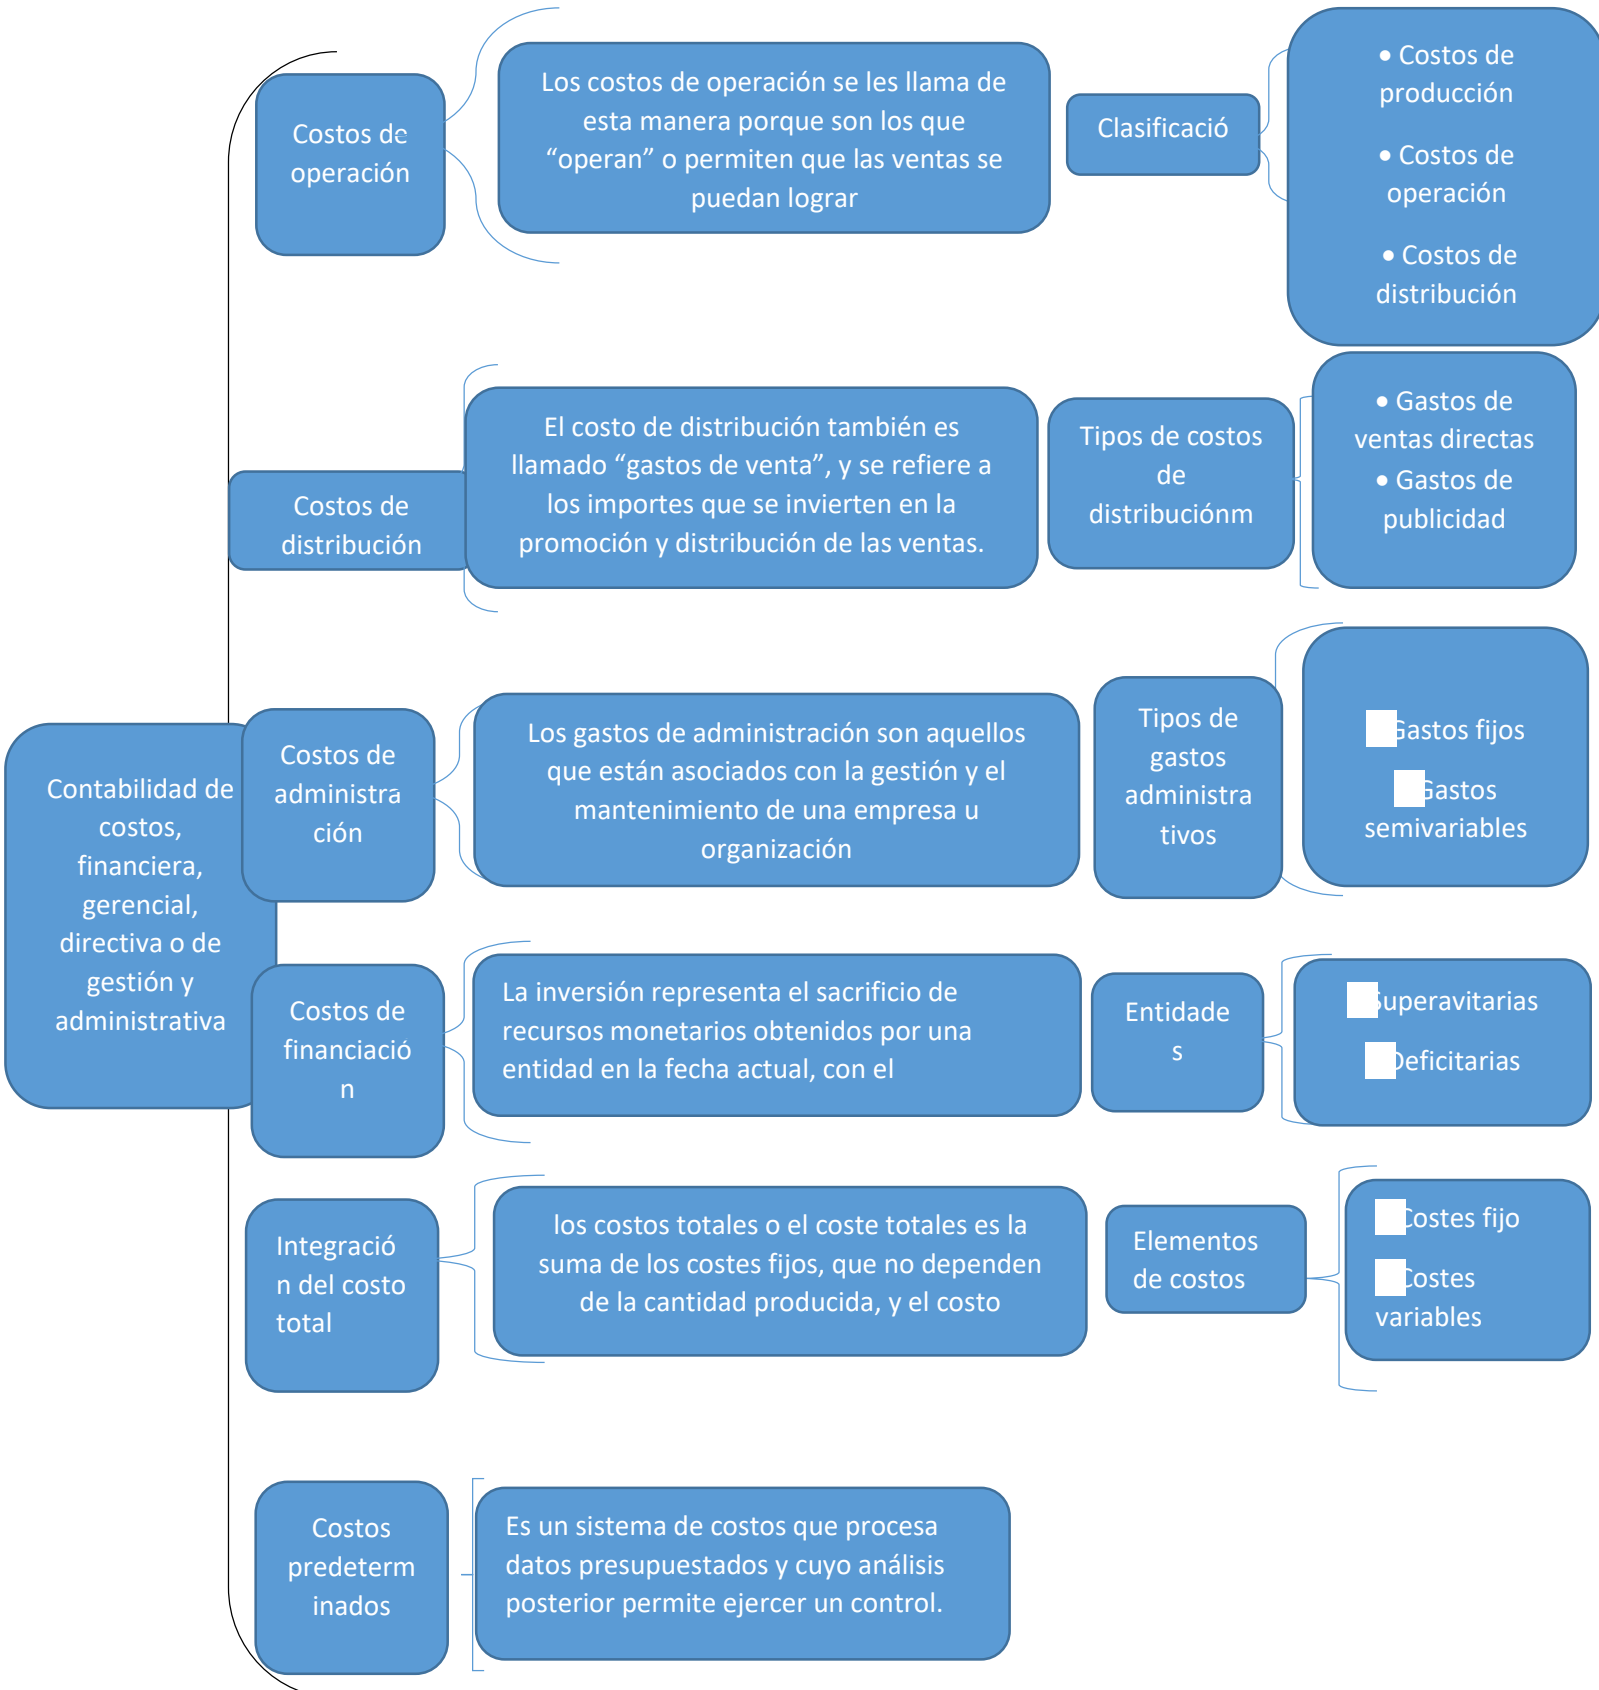 Costos de
operación
Los costos de operación se les llama de
esta manera porque son los que
“operan” o permiten que las ventas se
puedan lograr
Clasificació
• Costos de
producción
• Costos de
operación
• Costos de
distribución
Costos de
distribución
El costo de distribución también es
llamado “gastos de venta”, y se refiere a
los importes que se invierten en la
promoción y distribución de las ventas.
Tipos de costos
de
distribuciónm
• Gastos de
ventas directas
• Gastos de
publicidad
Contabilidad de
costos,
financiera,
gerencial,
directiva o de
gestión y
administrativa
Costos de
administra
ción
Los gastos de administración son aquellos
que están asociados con la gestión y el
mantenimiento de una empresa u
organización
Tipos de
gastos
administra
tivos
Gastos fijos
Gastos
semivariables
Costos de
financiació
n
La inversión representa el sacrificio de
recursos monetarios obtenidos por una
entidad en la fecha actual, con el
Entidade
s
Superavitarias
Deficitarias
Integració
n del costo
total
los costos totales o el coste totales es la
suma de los costes fijos, que no dependen
de la cantidad producida, y el costo
Elementos
de costos
Costes fijo
Costes
variables
Costos
predeterm
inados
Es un sistema de costos que procesa
datos presupuestados y cuyo análisis
posterior permite ejercer un control.